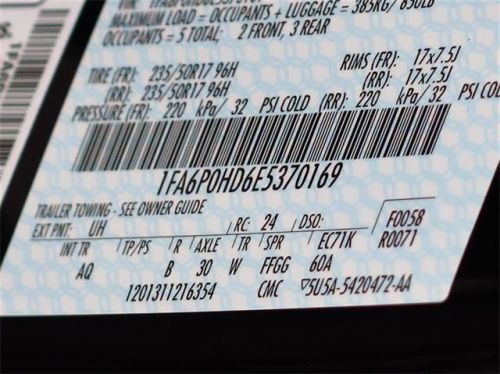 MAXIMUM LOAD = OCCUPANTS + LUGGAGE = 385KG/ 850LB
OCCUPANTS = 5 TOTAL: 2 FRONT, 3 REAR
TIRE (FR): 235/50R17 96H RIMS (FR): 17x7.5J
(RR): 235/50R17 96H (RR): 17x7.5J
PRESSURE (FR): 220 kPa/ 32 PSI COLD (RR): 220 kPa/ 32 PSI CO
1FA6P0HD6E5370169
TRAILER TOWING - SEE OWNER GUIDE
EXT PNT: UH RC: 24 DSO: F005B
R0071
INT TR TP/PS R AXLE TR SPR EC71K
AQ B 30 W FFGG 60A
1201311216354 CMC ▽5U5A-5420472-AA